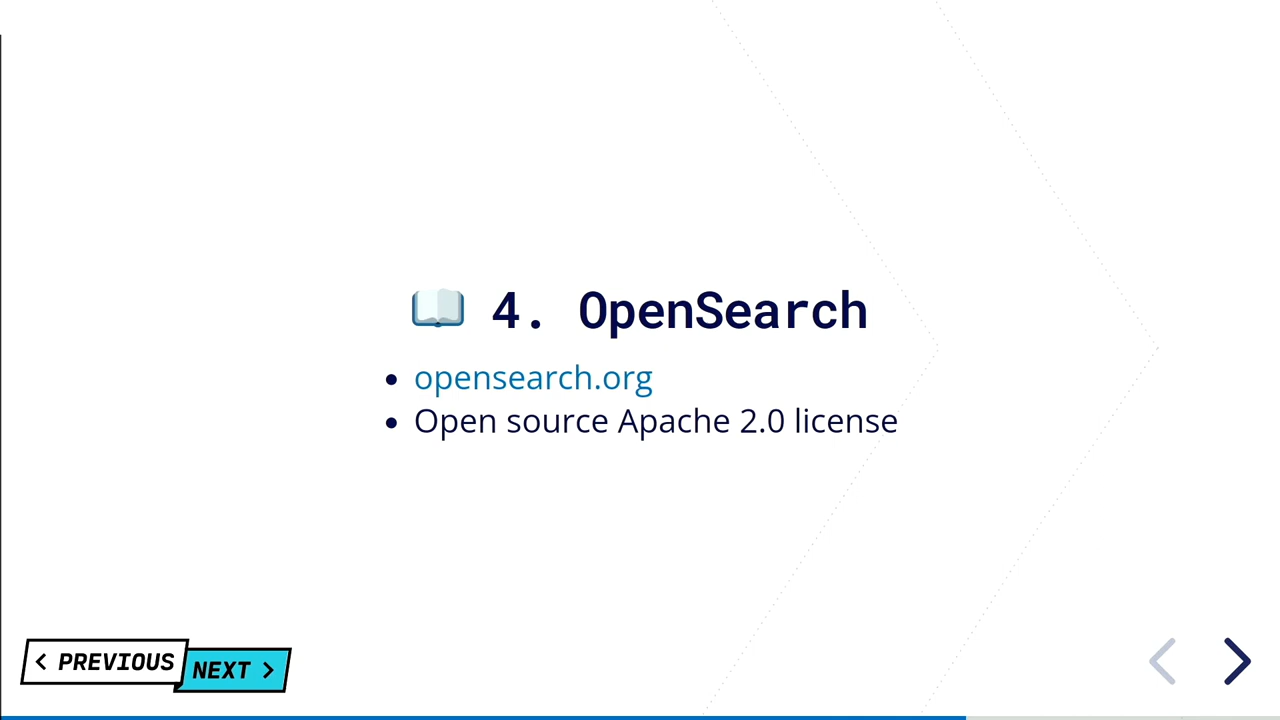 📖 4. OpenSearch
• opensearch.org
• Open source Apache 2.0 license
< PREVIOUS
NEXT >